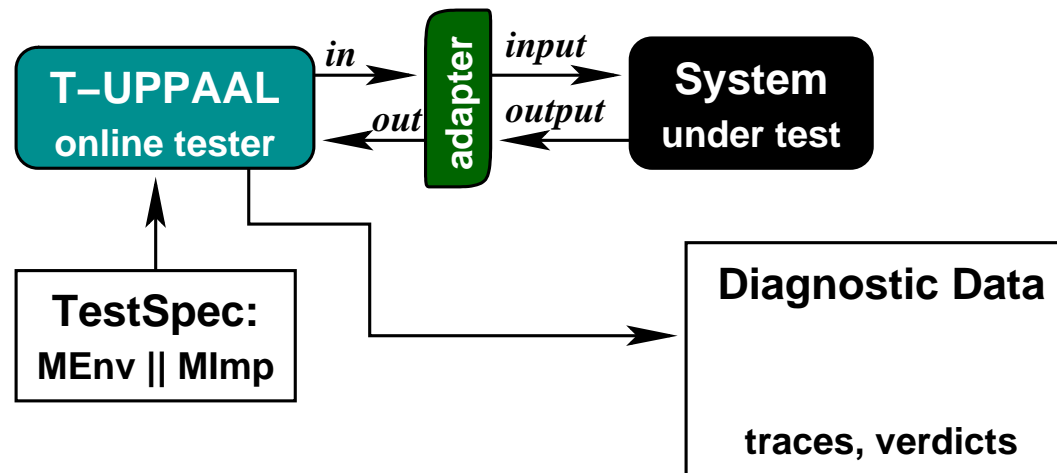 T–UPPAAL
online tester
in
out
adapter
input
output
System
under test
TestSpec:
MEnv || MImp
Diagnostic Data
traces, verdicts